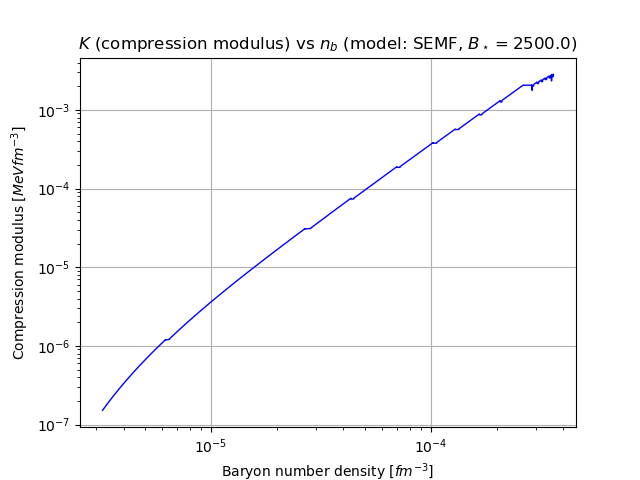 K (compression modulus) vs n_b (model: SEMF, B_⋆ = 2500.0)
10^−3
10^−4
10^−5
10^−6
10^−7
Compression modulus [MeVfm^−3]
10^−5
10^−4
Baryon number density [fm^−3]